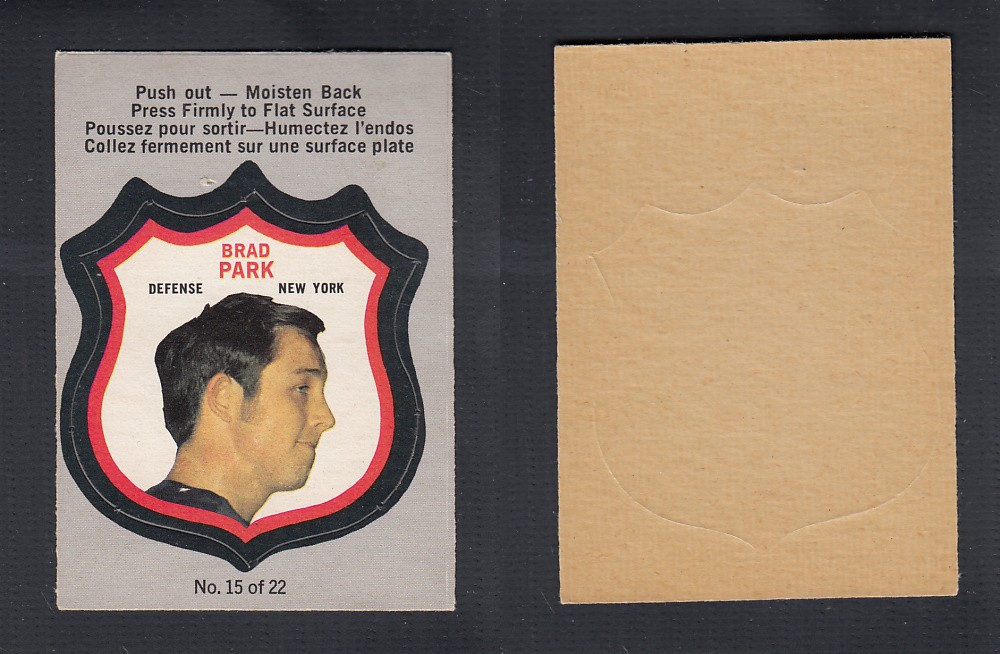 Push out — Moisten Back
Press Firmly to Flat Surface
Poussez pour sortir—Humectez l'endos
Collez fermement sur une surface plate
BRAD
PARK
DEFENSE NEW YORK
No. 15 of 22